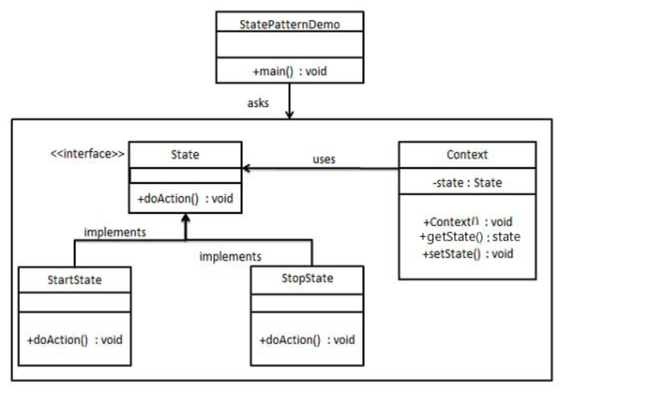 StatePatternDemo
+main() : void
asks
<<interface>>
State
+doAction() : void
uses
Context
-state : State
+Context() : void
+getState() : state
+setState() : void
implements
implements
StartState
+doAction() : void
StopState
+doAction() : void